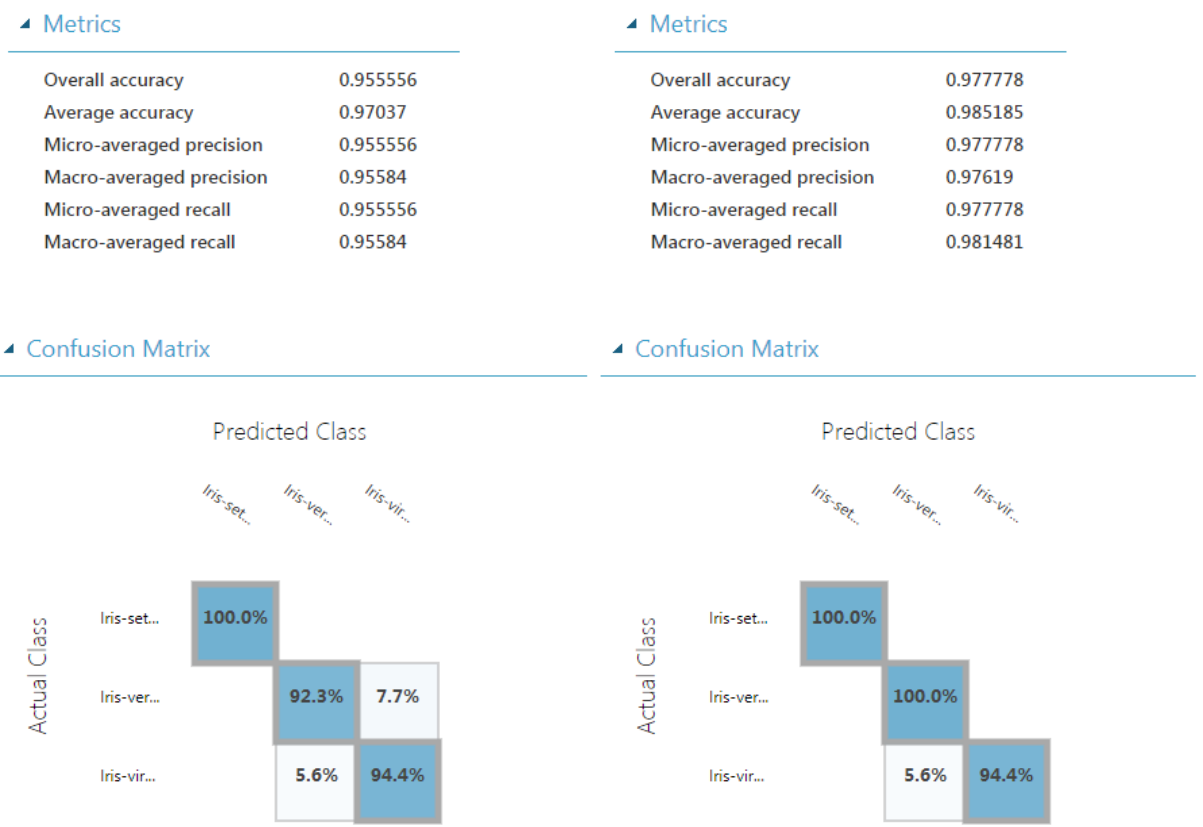 Metrics
Overall accuracy 0.955556
Average accuracy 0.97037
Micro-averaged precision 0.955556
Macro-averaged precision 0.95584
Micro-averaged recall 0.955556
Macro-averaged recall 0.95584
Confusion Matrix
Predicted Class
Iris-set... Iris-ver... Iris-vir...
Actual Class
Iris-set... 100.0%
Iris-ver... 92.3% 7.7%
Iris-vir... 5.6% 94.4%
Metrics
Overall accuracy 0.977778
Average accuracy 0.985185
Micro-averaged precision 0.977778
Macro-averaged precision 0.97619
Micro-averaged recall 0.977778
Macro-averaged recall 0.981481
Confusion Matrix
Predicted Class
Iris-set... Iris-ver... Iris-vir...
Actual Class
Iris-set... 100.0%
Iris-ver... 100.0%
Iris-vir... 5.6% 94.4%